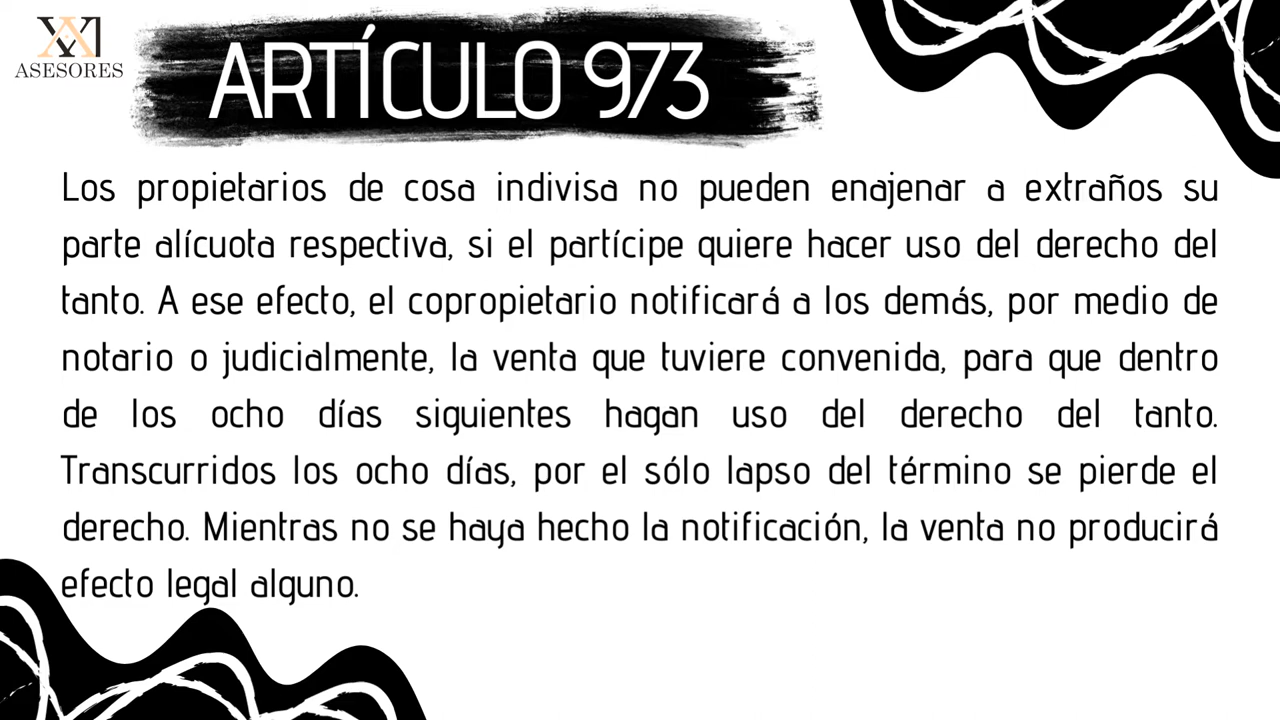 ASESORES
ARTÍCULO 973
Los propietarios de cosa indivisa no pueden enajenar a extraños su
parte alícuota respectiva, si el partícipe quiere hacer uso del derecho del
tanto. A ese efecto, el copropietario notificará a los demás, por medio de
notario o judicialmente, la venta que tuviere convenida, para que dentro
de los ocho días siguientes hagan uso del derecho del tanto.
Transcurridos los ocho días, por el sólo lapso del término se pierde el
derecho. Mientras no se haya hecho la notificación, la venta no producirá
efecto legal alguno.